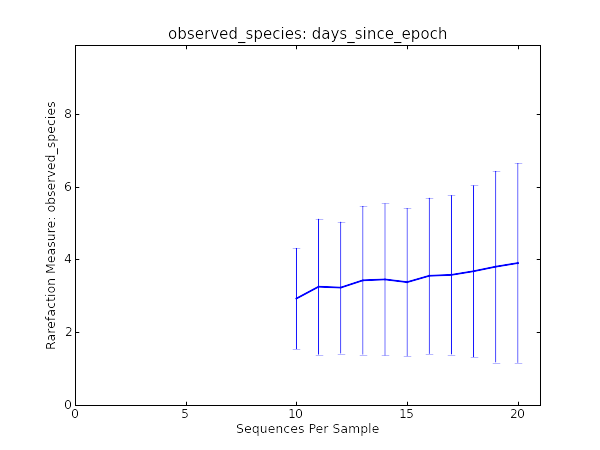 observed_species: days_since_epoch
Rarefaction Measure: observed_species
8
6
4
2
0
0 5 10 15 20
Sequences Per Sample